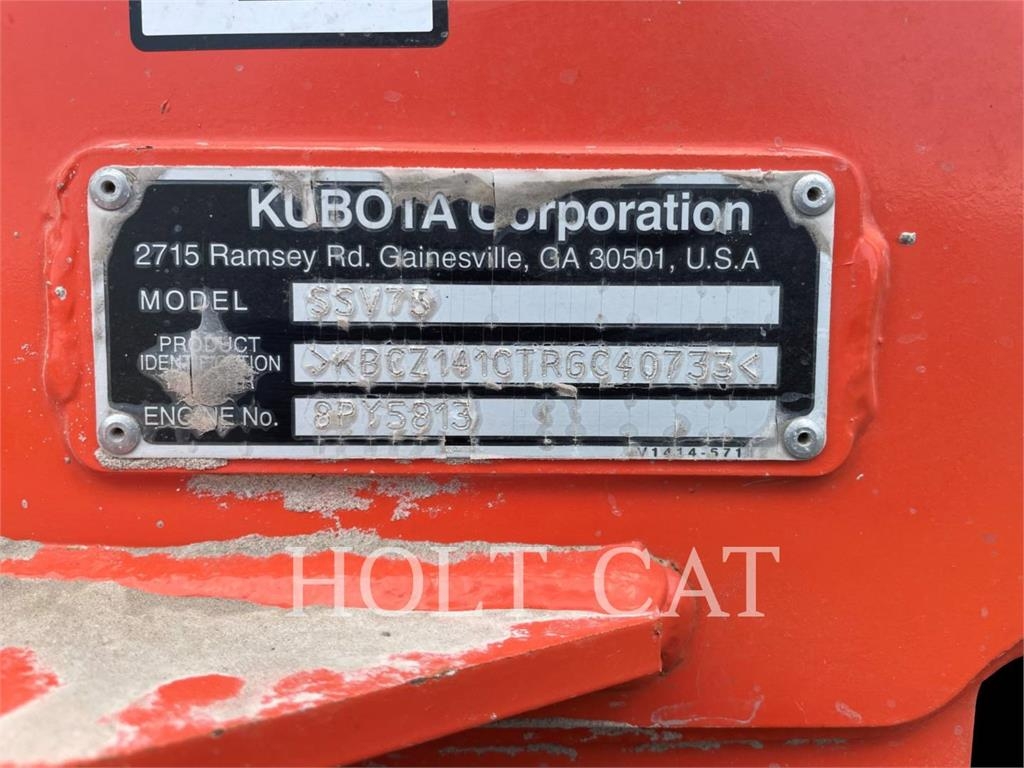 KUBOTA Corporation
2715 Ramsey Rd. Gainesville, GA 30501, U.S.A
MODEL SSV75
PRODUCT
IDENTIFICATION >KBCZ141CTRGC40733<
ENGINE No. 8PY5813
V1414-571
HOLT CAT